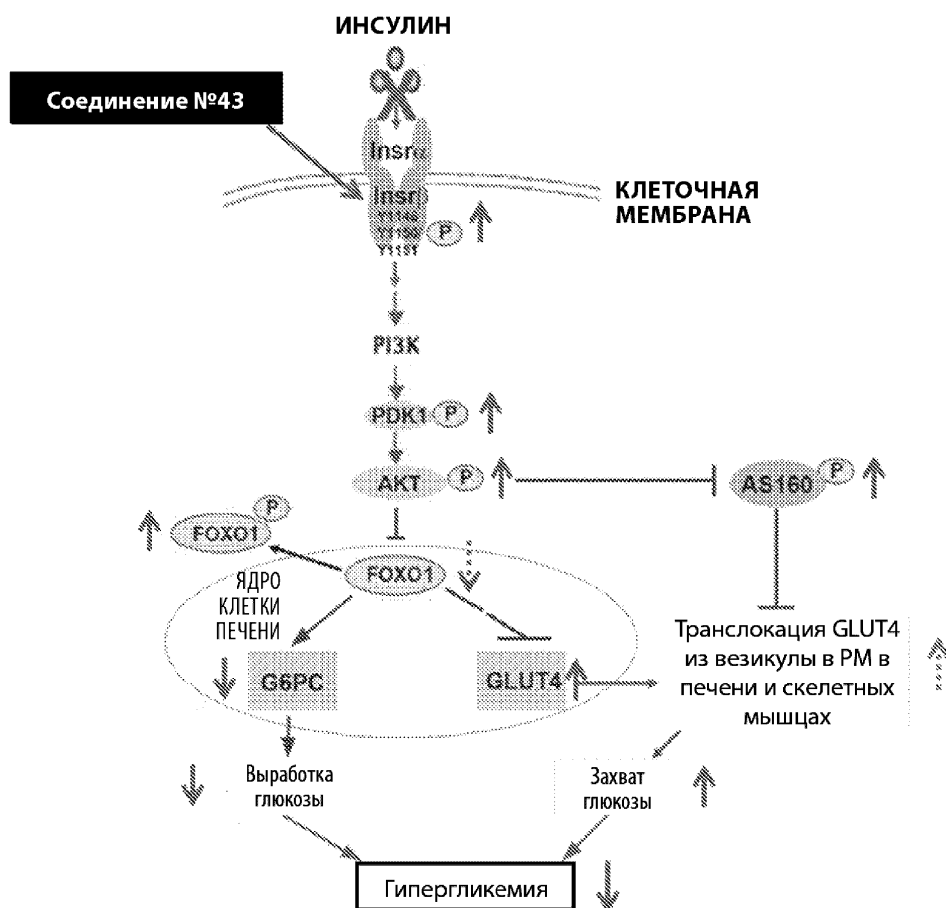 ИНСУЛИН
Соединение №43
Insrα
КЛЕТОЧНАЯ
МЕМБРАНА
Insrβ
Y1146
Y1150
Y1151
P
PI3K
PDK1 P
AKT P
AS160 P
FOXO1 P
FOXO1
ЯДРО
КЛЕТКИ
ПЕЧЕНИ
G6PC
GLUT4
Транслокация GLUT4
из везикулы в PM в
печени и скелетных
мышцах
Выработка
глюкозы
Захват
глюкозы
Гипергликемия